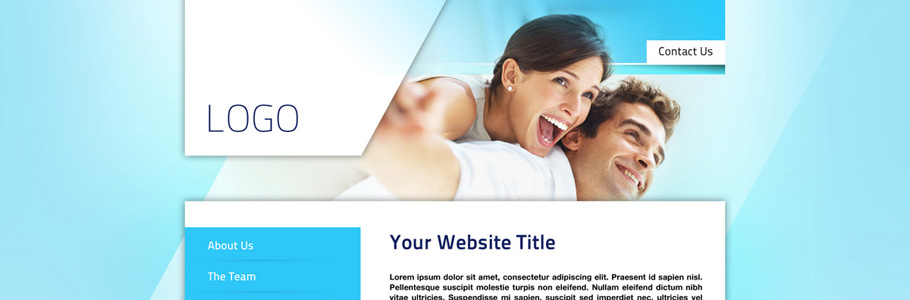 Contact Us
LOGO
About Us
Your Website Title
The Team
Lorem ipsum dolor sit amet, consectetur adipiscing elit. Praesent id sapien nisl.
Pellentesque suscipit molestie turpis non eleifend. Nullam eleifend dictum nibh
vitae ultricies. Suspendisse mi sapien, suscipit sed imperdiet nec, ultricies vel